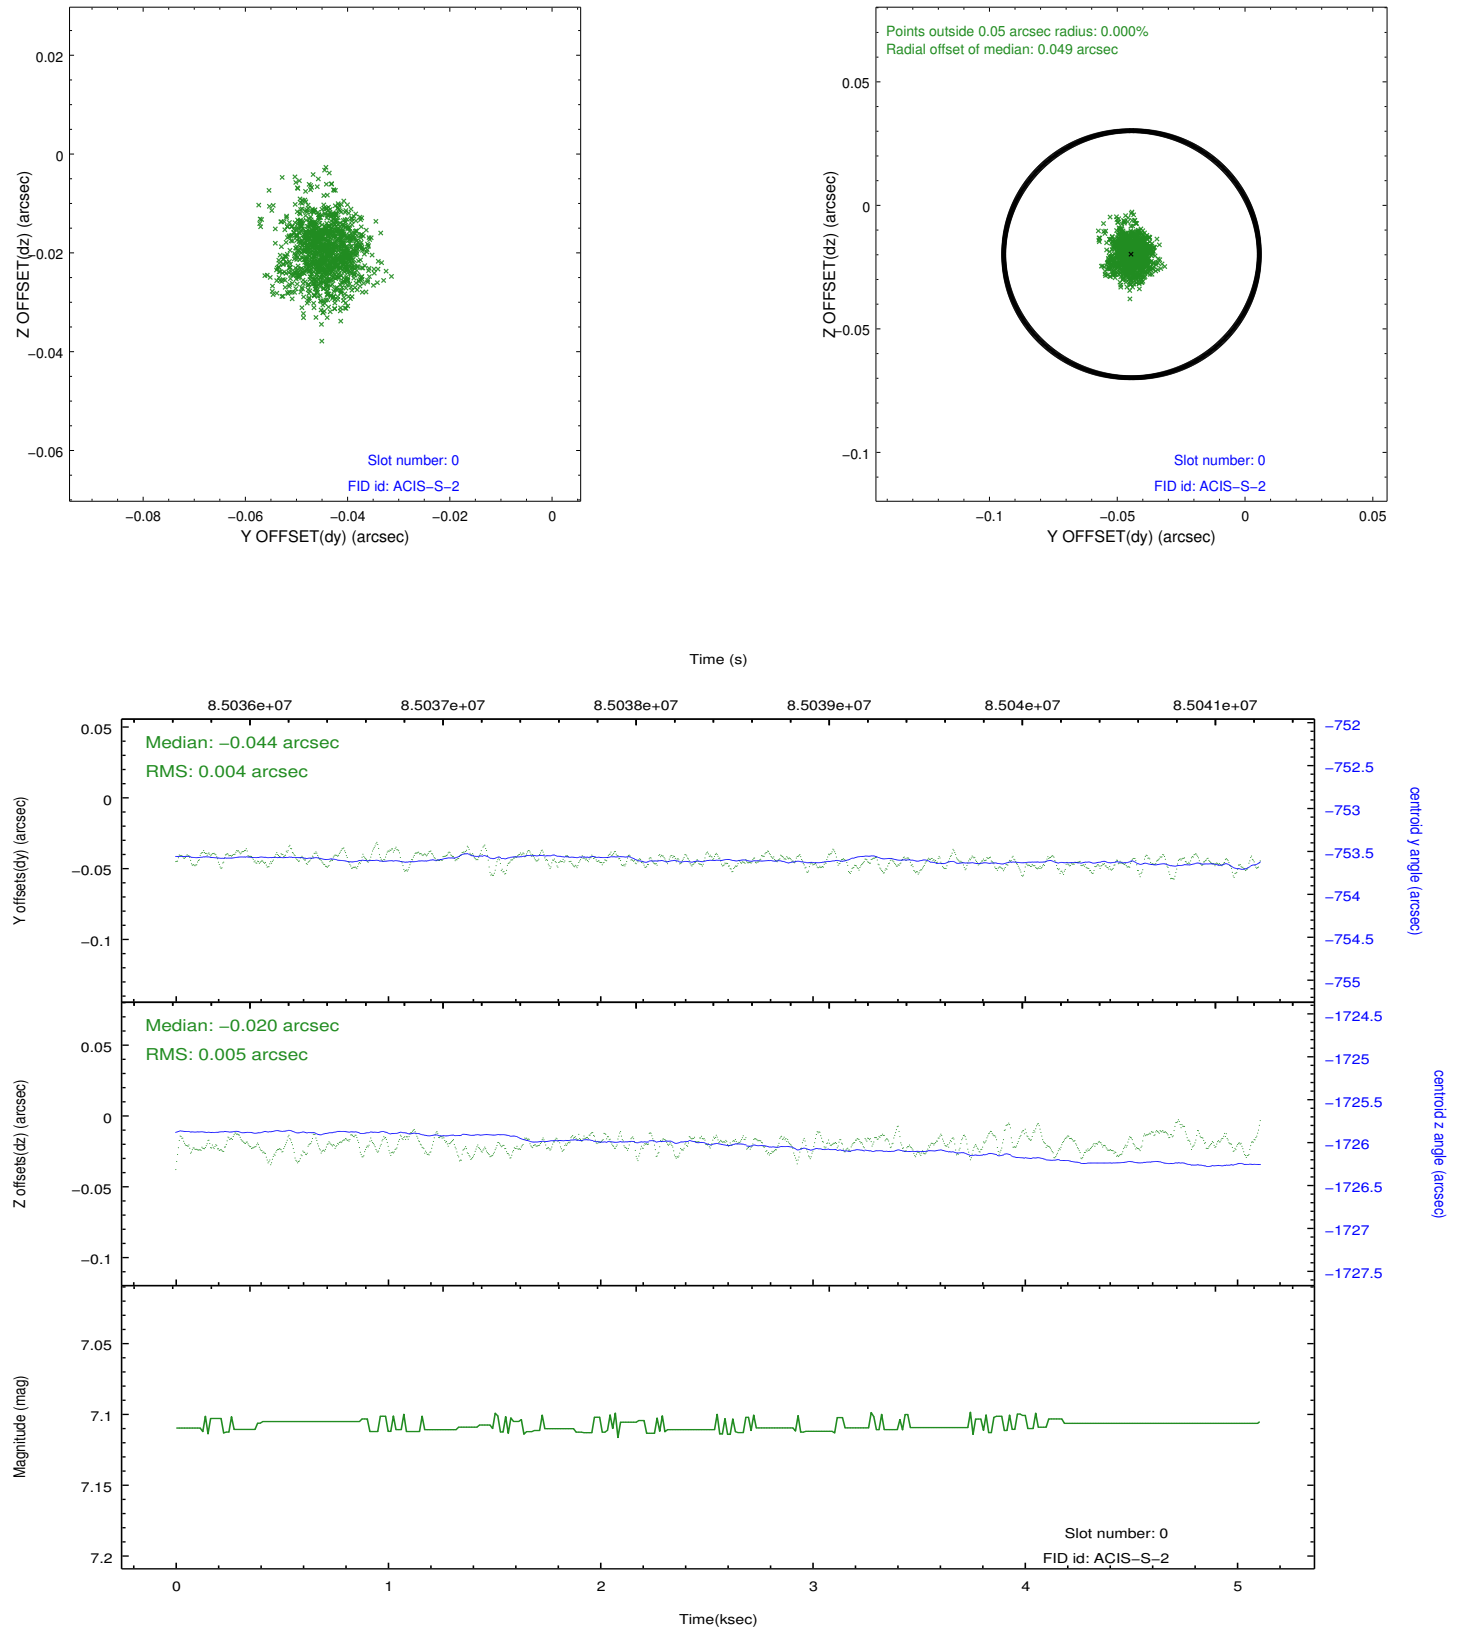 0.02
0
−0.02
−0.04
−0.06
Z OFFSET(dz) (arcsec)
Slot number: 0
FID id: ACIS−S−2
−0.08
−0.06
−0.04
−0.02
0
Y OFFSET(dy) (arcsec)
Points outside 0.05 arcsec radius: 0.000%
Radial offset of median: 0.049 arcsec
0.05
0
−0.05
−0.1
Z OFFSET(dz) (arcsec)
Slot number: 0
FID id: ACIS−S−2
−0.1
−0.05
0
0.05
Y OFFSET(dy) (arcsec)
Time (s)
8.5036e+07
8.5037e+07
8.5038e+07
8.5039e+07
8.504e+07
8.5041e+07
Median: −0.044 arcsec
RMS: 0.004 arcsec
0.05
0
−0.05
−0.1
Y offsets(dy) (arcsec)
−752
−752.5
−753
−753.5
−754
−754.5
−755
centroid y angle (arcsec)
Median: −0.020 arcsec
RMS: 0.005 arcsec
0.05
0
−0.05
−0.1
Z offsets(dz) (arcsec)
−1724.5
−1725
−1725.5
−1726
−1726.5
−1727
−1727.5
centroid z angle (arcsec)
7.05
7.1
7.15
7.2
Magnitude (mag)
Slot number: 0
FID id: ACIS−S−2
0
1
2
3
4
5
Time(ksec)